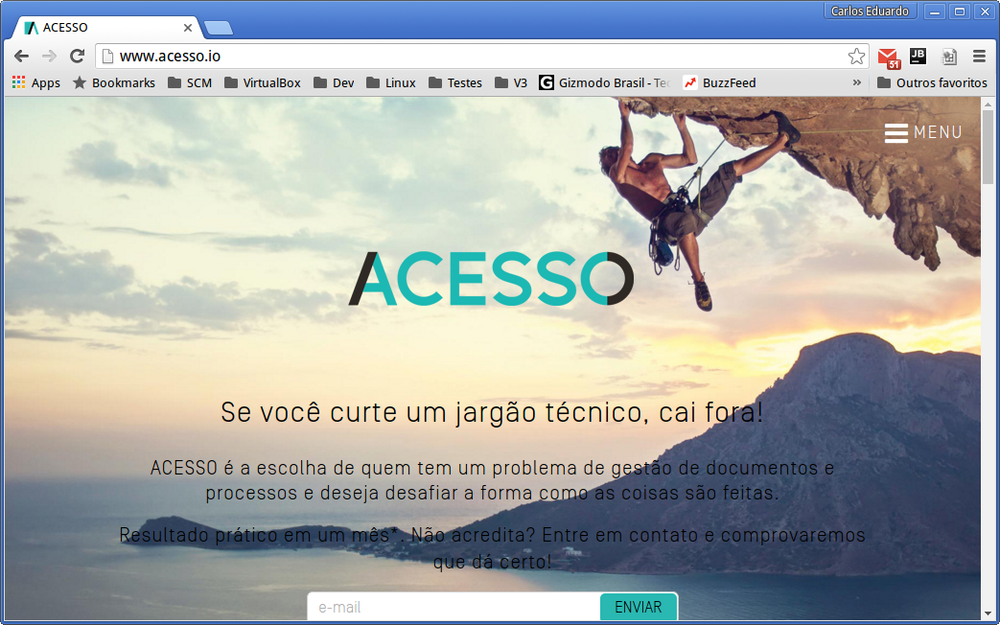 Carlos Eduardo
ACESSO
www.acesso.io
51
JB
Apps Bookmarks SCM VirtualBox Dev Linux Testes V3 G Gizmodo Brasil - Te BuzzFeed » Outros favoritos
MENU
ACESSO
Se você curte um jargão técnico, cai fora!
ACESSO é a escolha de quem tem um problema de gestão de documentos e
processos e deseja desafiar a forma como as coisas são feitas.
Resultado prático em um mês*. Não acredita? Entre em contato e comprovaremos
que dá certo!
e-mail ENVIAR